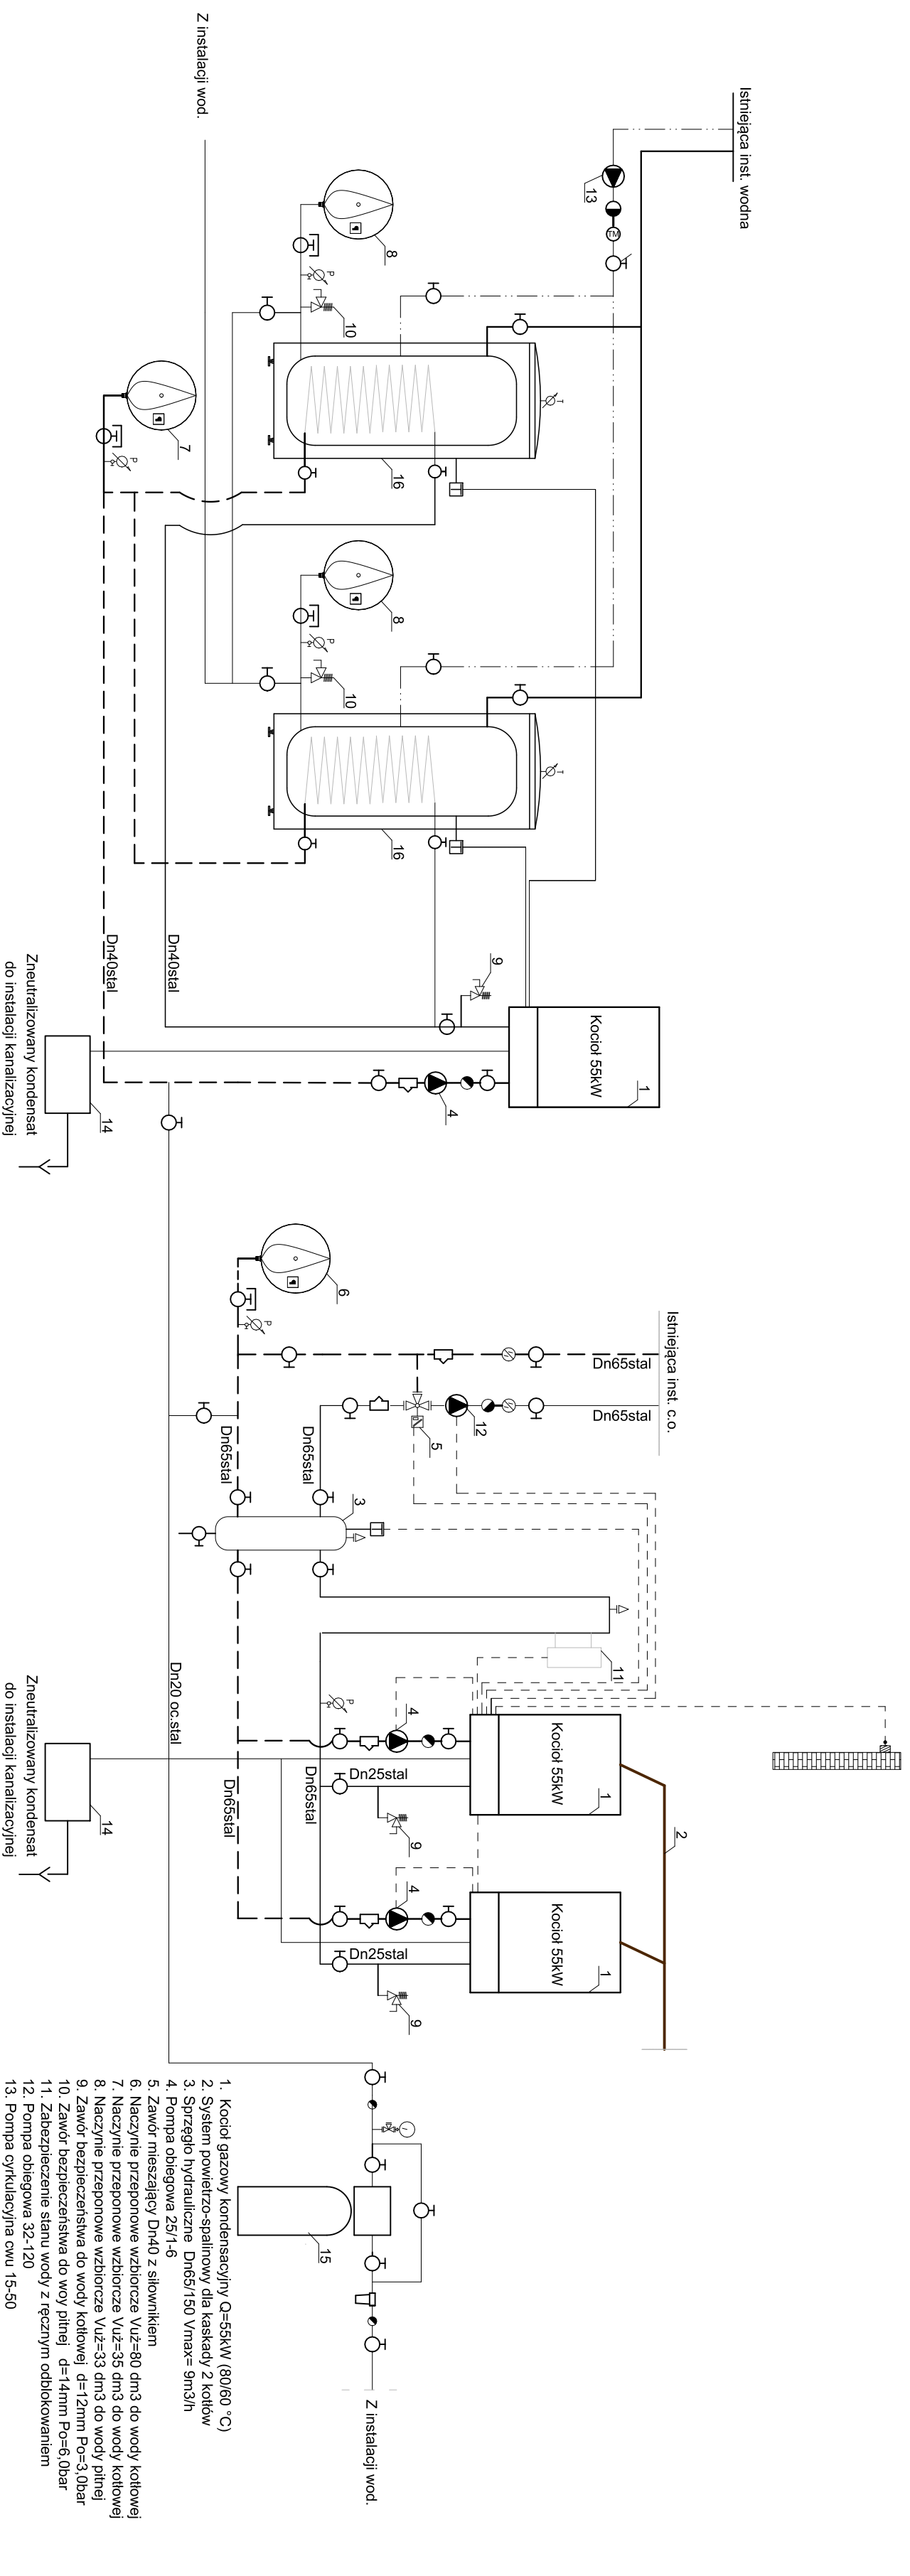 Istniejąca inst. wodna
Z instalacji wod.
13
TM
8
P
10
T
16
7
P
8
P
10
T
16
Dn40stal
Dn40stal
9
Kocioł 55kW
1
4
14
Zneutralizowany kondensat
do instalacji kanalizacyjnej
Istniejąca inst. c.o.
Dn65stal
Dn65stal
6
P
12
5
Dn65stal
Dn65stal
3
11
P
Dn20 oc.stal
Kocioł 55kW
1
4
Dn25stal
9
Dn65stal
Dn65stal
2
Kocioł 55kW
1
4
Dn25stal
9
14
Zneutralizowany kondensat
do instalacji kanalizacyjnej
15
Z instalacji wod.
1. Kocioł gazowy kondensacyjny Q=55kW (80/60 °C)
2. System powietrzo-spalinowy dla kaskady 2 kotłów
3. Sprzęgło hydrauliczne Dn65/150 Vmax= 9m3/h
4. Pompa obiegowa 25/1-6
5. Zawór mieszający Dn40 z siłownikiem
6. Naczynie przeponowe wzbiorcze Vuż=80 dm3 do wody kotłowej
7. Naczynie przeponowe wzbiorcze Vuż=35 dm3 do wody kotłowej
8. Naczynie przeponowe wzbiorcze Vuż=33 dm3 do wody pitnej
9. Zawór bezpieczeństwa do wody kotłowej d=12mm Po=3,0bar
10. Zawór bezpieczeństwa do woy pitnej d=14mm Po=6,0bar
11. Zabezpieczenie stanu wody z ręcznym odblokowaniem
12. Pompa obiegowa 32-120
13. Pompa cyrkulacyjna cwu 15-50